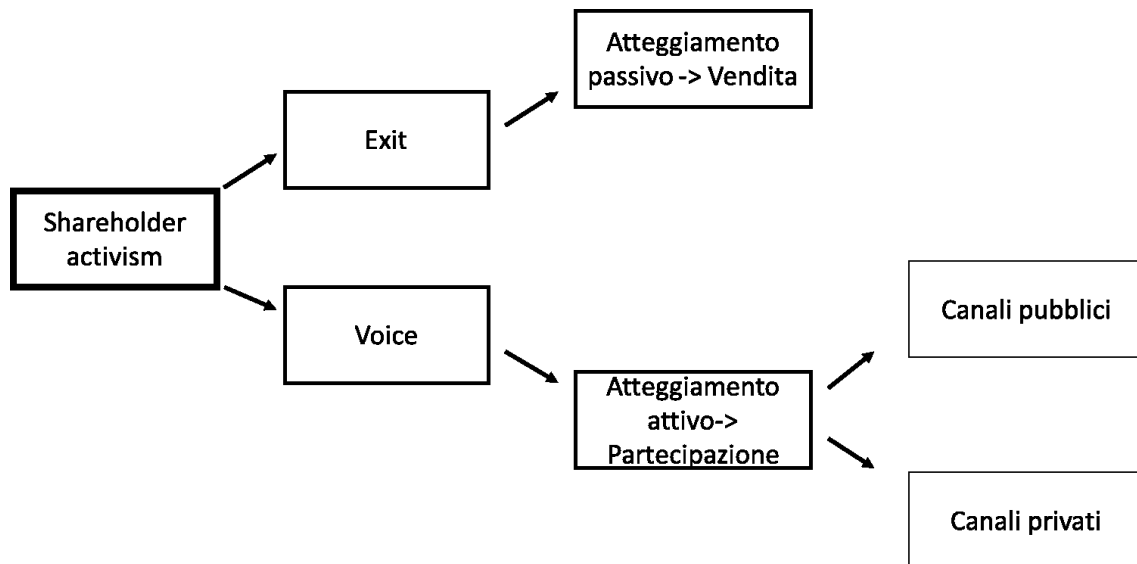 Atteggiamento
passivo -> Vendita
Exit
Shareholder
activism
Voice
Atteggiamento
attivo->
Partecipazione
Canali pubblici
Canali privati